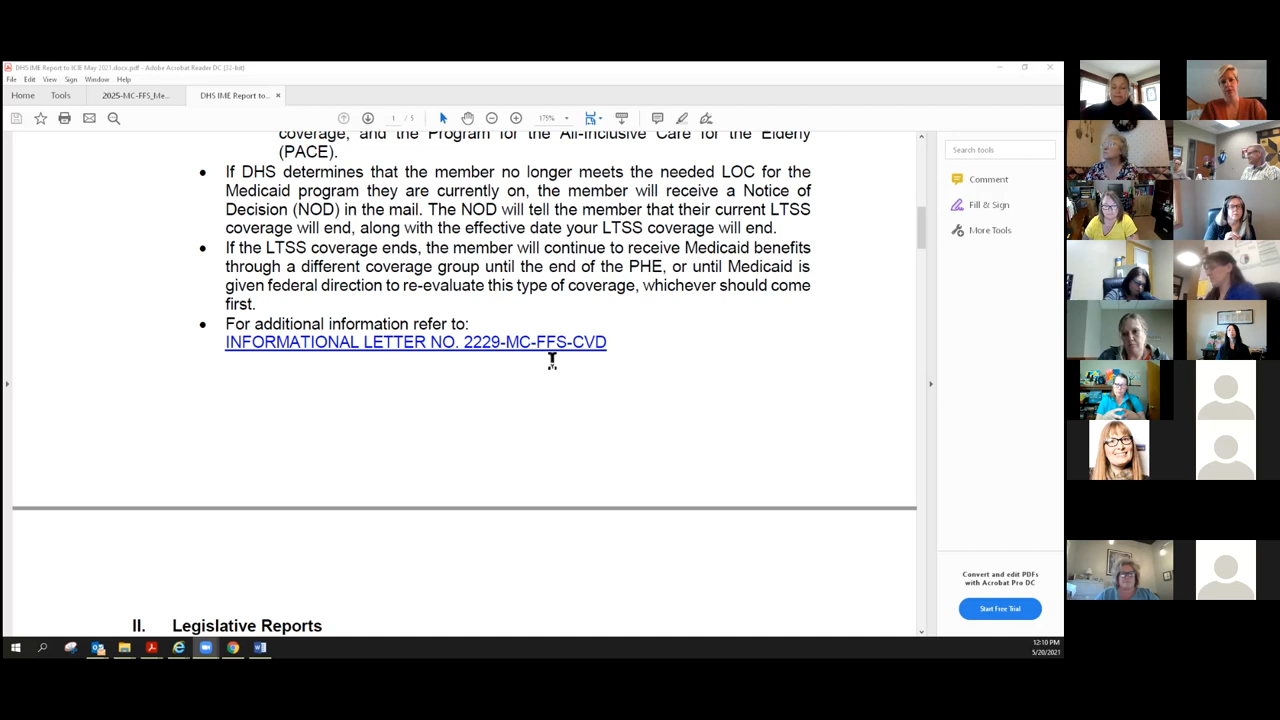 DHS IME Report to ICIE May 2021.docx.pdf - Adobe Acrobat Reader DC (32-bit)
File Edit View Sign Window Help
Home Tools 2025-MC-FFS_Me... DHS IME Report to... ×
1 / 5 175%
coverage, and the Program for the All-Inclusive Care for the Elderly
(PACE).
• If DHS determines that the member no longer meets the needed LOC for the
Medicaid program they are currently on, the member will receive a Notice of
Decision (NOD) in the mail. The NOD will tell the member that their current LTSS
coverage will end, along with the effective date your LTSS coverage will end.
• If the LTSS coverage ends, the member will continue to receive Medicaid benefits
through a different coverage group until the end of the PHE, or until Medicaid is
given federal direction to re-evaluate this type of coverage, whichever should come
first.
• For additional information refer to:
INFORMATIONAL LETTER NO. 2229-MC-FFS-CVD
II. Legislative Reports
Search tools
Comment
Fill & Sign
More Tools
Convert and edit PDFs
with Acrobat Pro DC
Start Free Trial
12:10 PM
5/20/2021